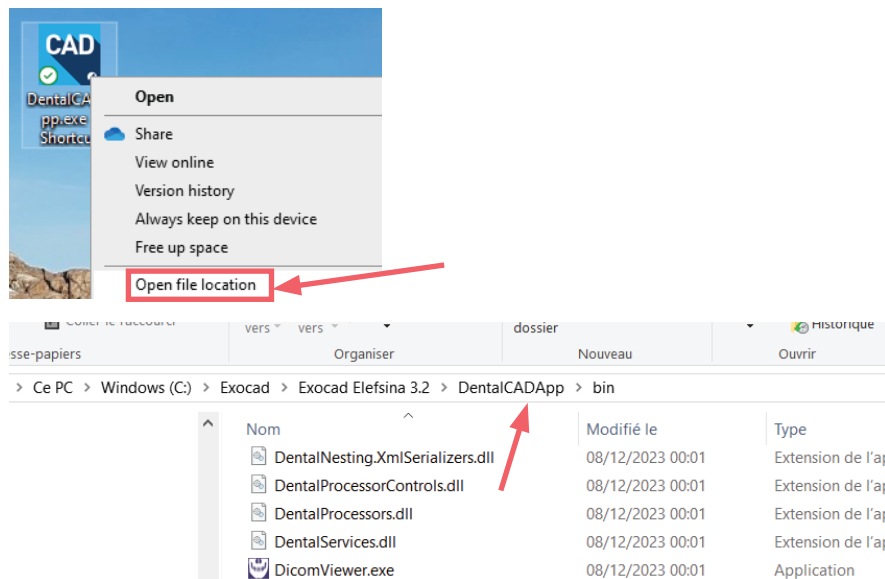 CAD
DentalCA
pp.exe
Shortcu
Open
Share
View online
Version history
Always keep on this device
Free up space
Open file location
Coller le raccourci
vers vers
dossier
Historique
sse-papiers
Organiser
Nouveau
Ouvrir
> Ce PC > Windows (C:) > Exocad > Exocad Elefsina 3.2 > DentalCADApp > bin
Nom Modifié le Type
DentalNesting.XmlSerializers.dll 08/12/2023 00:01 Extension de l'ap
DentalProcessorControls.dll 08/12/2023 00:01 Extension de l'ap
DentalProcessors.dll 08/12/2023 00:01 Extension de l'ap
DentalServices.dll 08/12/2023 00:01 Extension de l'ap
DicomViewer.exe 08/12/2023 00:01 Application